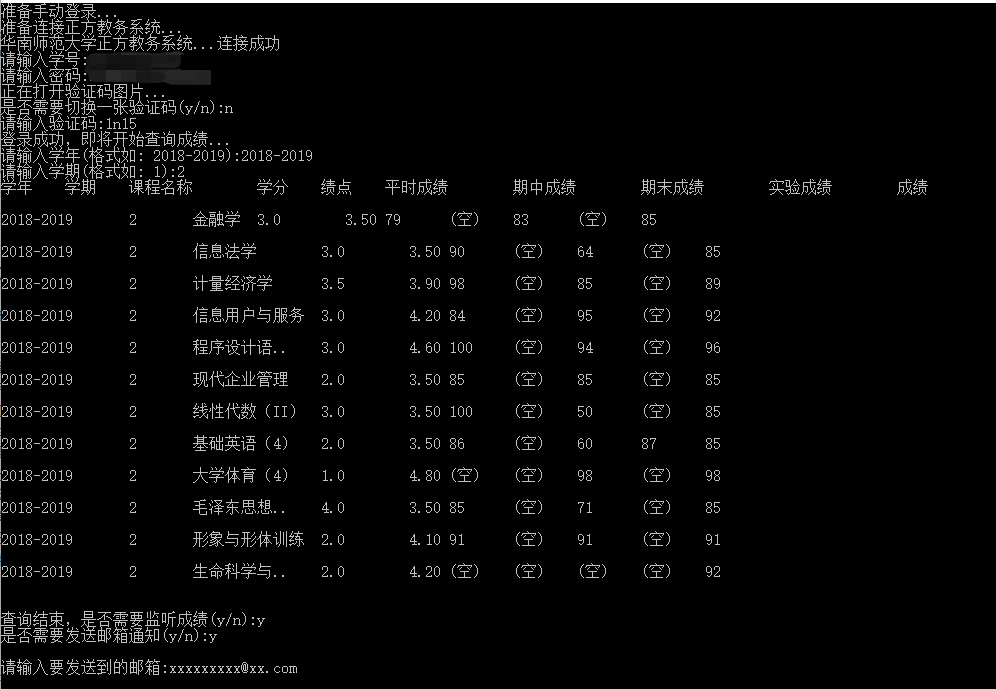 准备手动登录...
准备连接正方教务系统...
华南师范大学正方教务系统...连接成功
请输入学号:
请输入密码:
正在打开验证码图片...
是否需要切换一张验证码(y/n):n
请输入验证码:1n15
登录成功，即将开始查询成绩...
请输入学年(格式如: 2018-2019):2018-2019
请输入学期(格式如: 1):2
学年 学期 课程名称 学分 绩点 平时成绩 期中成绩 期末成绩 实验成绩 成绩
2018-2019 2 金融学 3.0 3.50 79 (空) 83 (空) 85
2018-2019 2 信息法学 3.0 3.50 90 (空) 64 (空) 85
2018-2019 2 计量经济学 3.5 3.90 98 (空) 85 (空) 89
2018-2019 2 信息用户与服务 3.0 4.20 84 (空) 95 (空) 92
2018-2019 2 程序设计语.. 3.0 4.60 100 (空) 94 (空) 96
2018-2019 2 现代企业管理 2.0 3.50 85 (空) 85 (空) 85
2018-2019 2 线性代数（II） 3.0 3.50 100 (空) 50 (空) 85
2018-2019 2 基础英语（4） 2.0 3.50 86 (空) 60 87 85
2018-2019 2 大学体育（4） 1.0 4.80 (空) (空) 98 (空) 98
2018-2019 2 毛泽东思想.. 4.0 3.50 85 (空) 71 (空) 85
2018-2019 2 形象与形体训练 2.0 4.10 91 (空) 91 (空) 91
2018-2019 2 生命科学与.. 2.0 4.20 (空) (空) (空) (空) 92
查询结束，是否需要监听成绩(y/n):y
是否需要发送邮箱通知(y/n):y
请输入要发送到的邮箱:xxxxxxxxx@xx.com